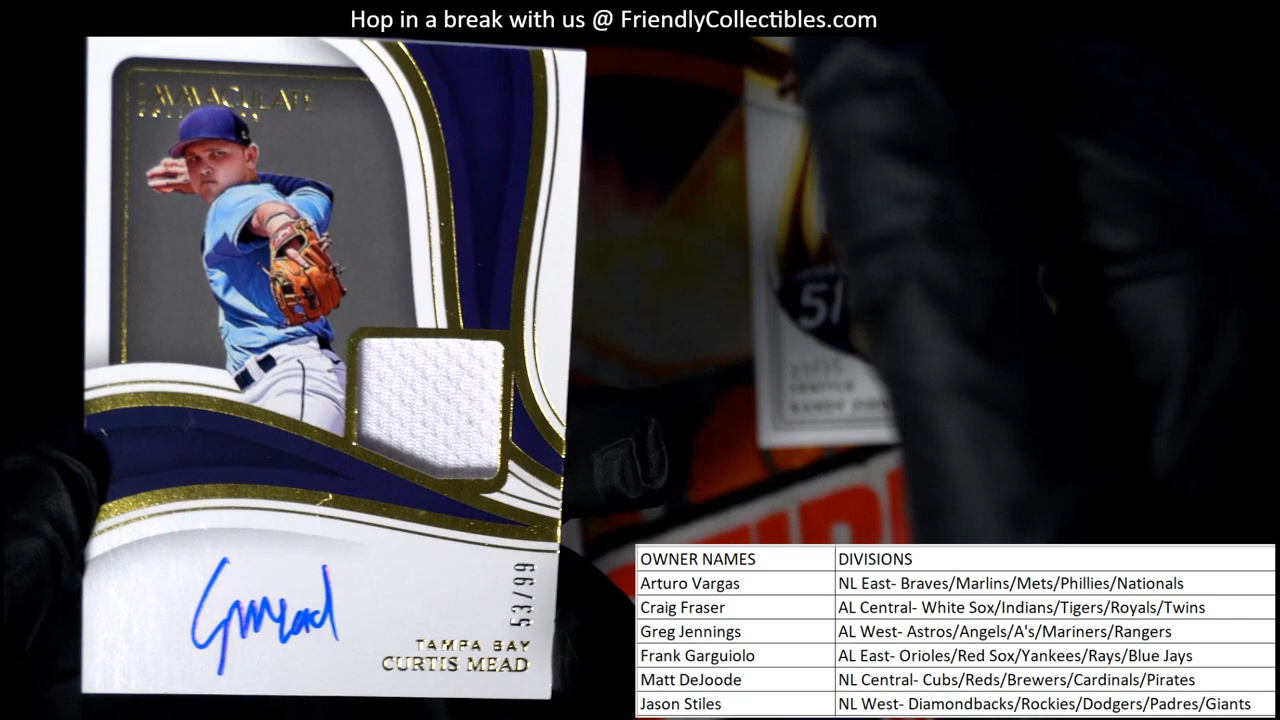 Hop in a break with us @ FriendlyCollectibles.com
IMMACULATE
COLLECTION
53/99
TAMPA BAY
CURTIS MEAD
CMead
51
OWNER NAMES DIVISIONS
Arturo Vargas NL East- Braves/Marlins/Mets/Phillies/Nationals
Craig Fraser AL Central- White Sox/Indians/Tigers/Royals/Twins
Greg Jennings AL West- Astros/Angels/A's/Mariners/Rangers
Frank Garguiolo AL East- Orioles/Red Sox/Yankees/Rays/Blue Jays
Matt DeJoode NL Central- Cubs/Reds/Brewers/Cardinals/Pirates
Jason Stiles NL West- Diamondbacks/Rockies/Dodgers/Padres/Giants